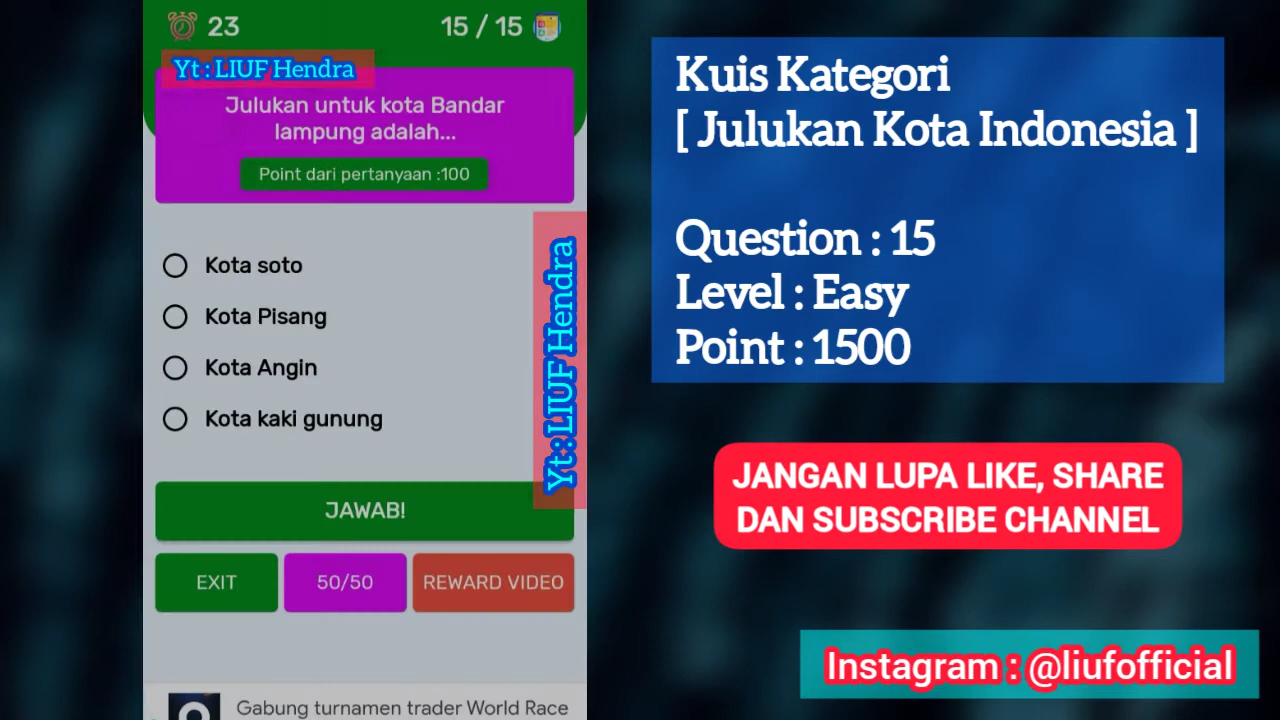 23
15 / 15
Yt : LIUF Hendra
Julukan untuk kota Bandar
lampung adalah...
Point dari pertanyaan :100
Kota soto
Kota Pisang
Kota Angin
Kota kaki gunung
Yt : LIUF Hendra
JAWAB!
EXIT
50/50
REWARD VIDEO
Gabung turnamen trader World Race
Kuis Kategori
[ Julukan Kota Indonesia ]
Question : 15
Level : Easy
Point : 1500
JANGAN LUPA LIKE, SHARE
DAN SUBSCRIBE CHANNEL
Instagram : @liufofficial